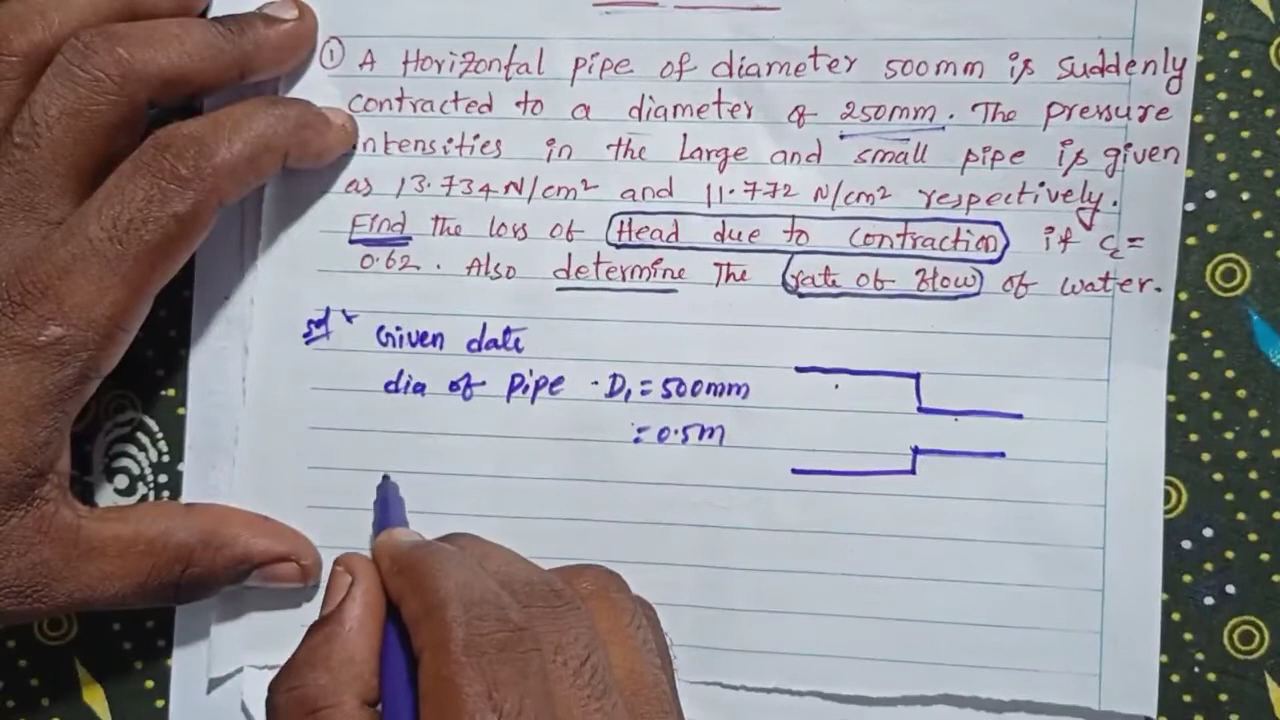 ① A Horizontal pipe of diameter 500mm is suddenly
contracted to a diameter of 250mm. The pressure
intensities in the Large and small pipe is given
as 13.734N/cm² and 11.772 N/cm² respectively.
Find The loss of Head due to Contraction if Cc=
0.62. Also determine The rate of flow of water.
Sol Given date
dia of pipe . D₁ = 500mm
= 0.5m